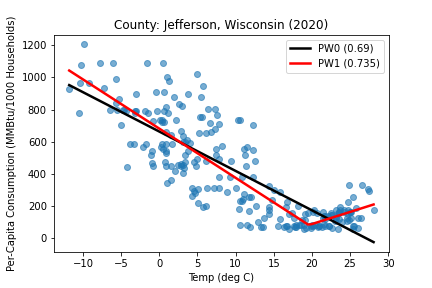 County: Jefferson, Wisconsin (2020)
Per-Capita Consumption (MMBtu/1000 Households)
1200
1000
800
600
400
200
0
PW0 (0.69)
PW1 (0.735)
−10 −5 0 5 10 15 20 25 30
Temp (deg C)